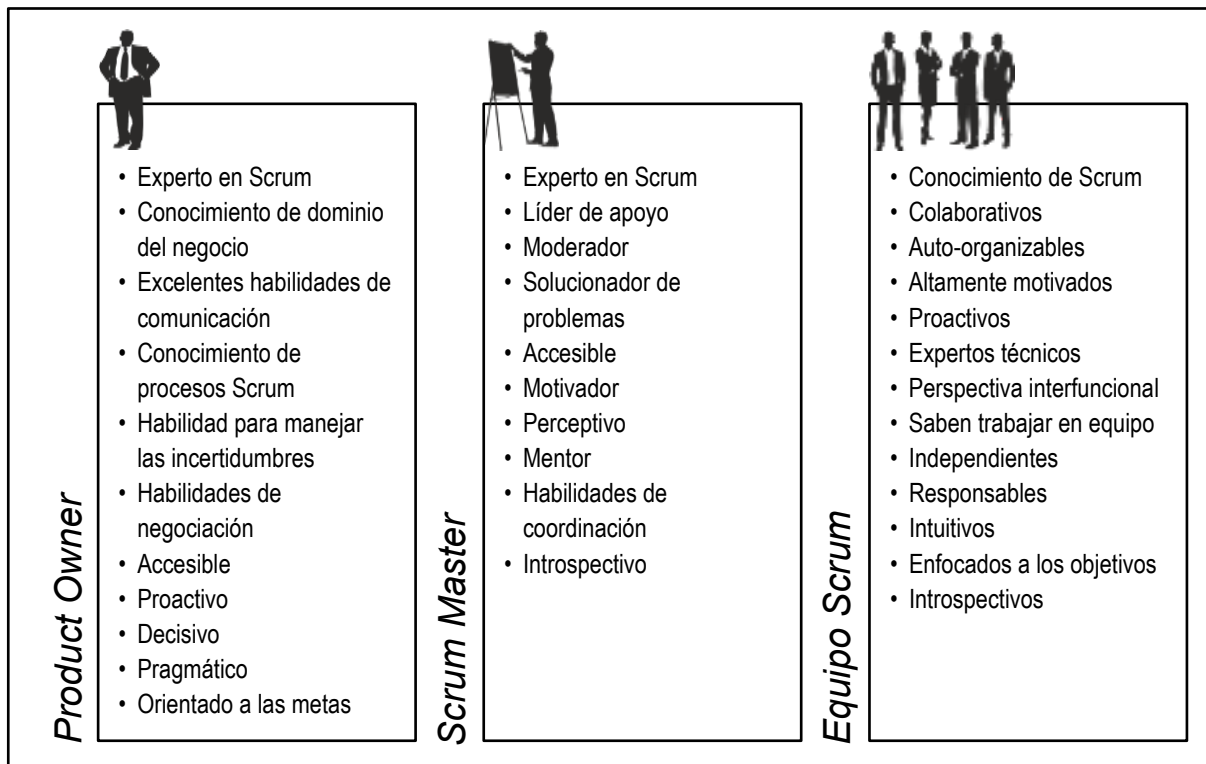 Product Owner
• Experto en Scrum
• Conocimiento de dominio
del negocio
• Excelentes habilidades de
comunicación
• Conocimiento de
procesos Scrum
• Habilidad para manejar
las incertidumbres
• Habilidades de
negociación
• Accesible
• Proactivo
• Decisivo
• Pragmático
• Orientado a las metas
Scrum Master
• Experto en Scrum
• Líder de apoyo
• Moderador
• Solucionador de
problemas
• Accesible
• Motivador
• Perceptivo
• Mentor
• Habilidades de
coordinación
• Introspectivo
Equipo Scrum
• Conocimiento de Scrum
• Colaborativos
• Auto-organizables
• Altamente motivados
• Proactivos
• Expertos técnicos
• Perspectiva interfuncional
• Saben trabajar en equipo
• Independientes
• Responsables
• Intuitivos
• Enfocados a los objetivos
• Introspectivos